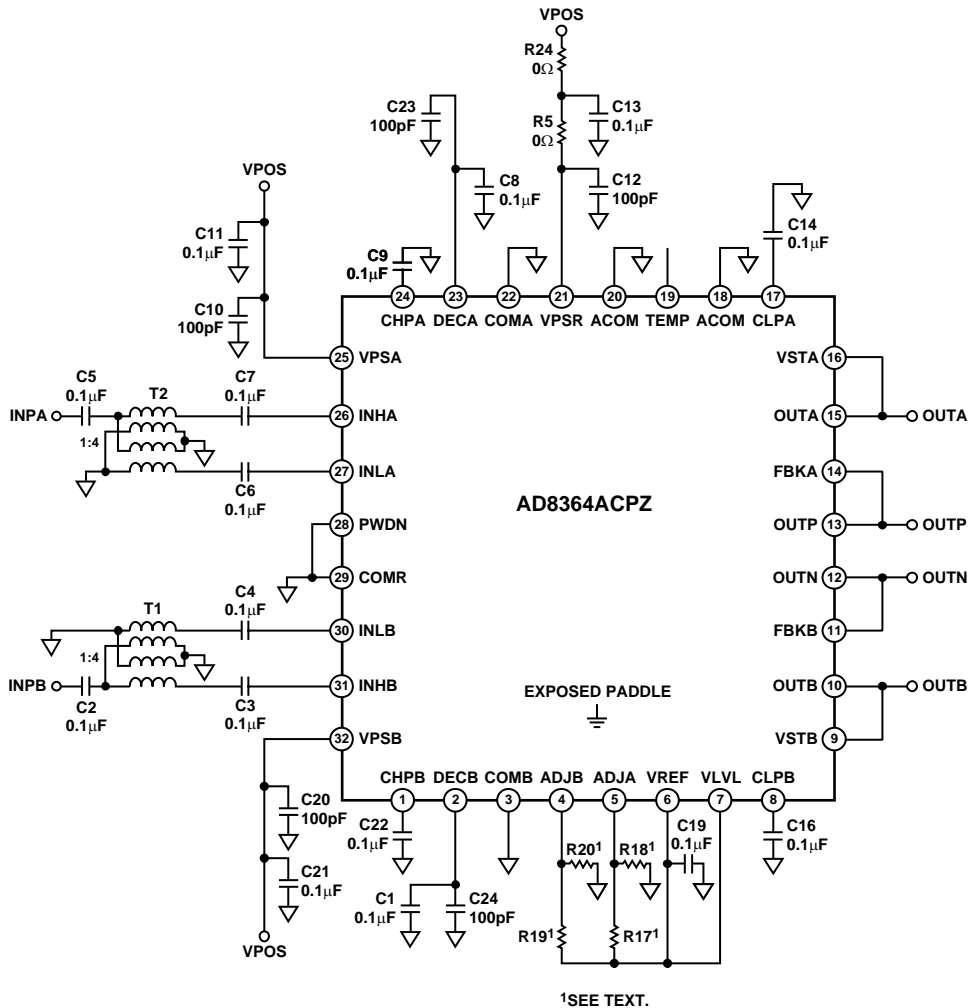 VPOS
R24
0Ω
C23
100pF
C13
0.1µF
R5
0Ω
VPOS
C8
0.1µF
C12
100pF
C11
0.1µF
C9
0.1µF
C14
0.1µF
C10
100pF
24 23 22 21 20 19 18 17
CHPA DECA COMA VPSR ACOM TEMP ACOM CLPA
25 VPSA
VSTA 16
C5
0.1µF
T2
C7
0.1µF
INPA
26 INHA
OUTA 15
OUTA
1:4
27 INLA
FBKA 14
C6
0.1µF
AD8364ACPZ
28 PWDN
OUTP 13
OUTP
29 COMR
OUTN 12
OUTN
T1
C4
0.1µF
30 INLB
FBKB 11
1:4
INPB
31 INHB
EXPOSED PADDLE
OUTB 10
OUTB
C2
0.1µF
C3
0.1µF
32 VPSB
VSTB 9
CHPB DECB COMB ADJB ADJA VREF VLVL CLPB
1 2 3 4 5 6 7 8
C20
100pF
C22
0.1µF
C19
0.1µF
C16
0.1µF
R20¹
R18¹
C21
0.1µF
C1
0.1µF
C24
100pF
R19¹
R17¹
VPOS
¹SEE TEXT.